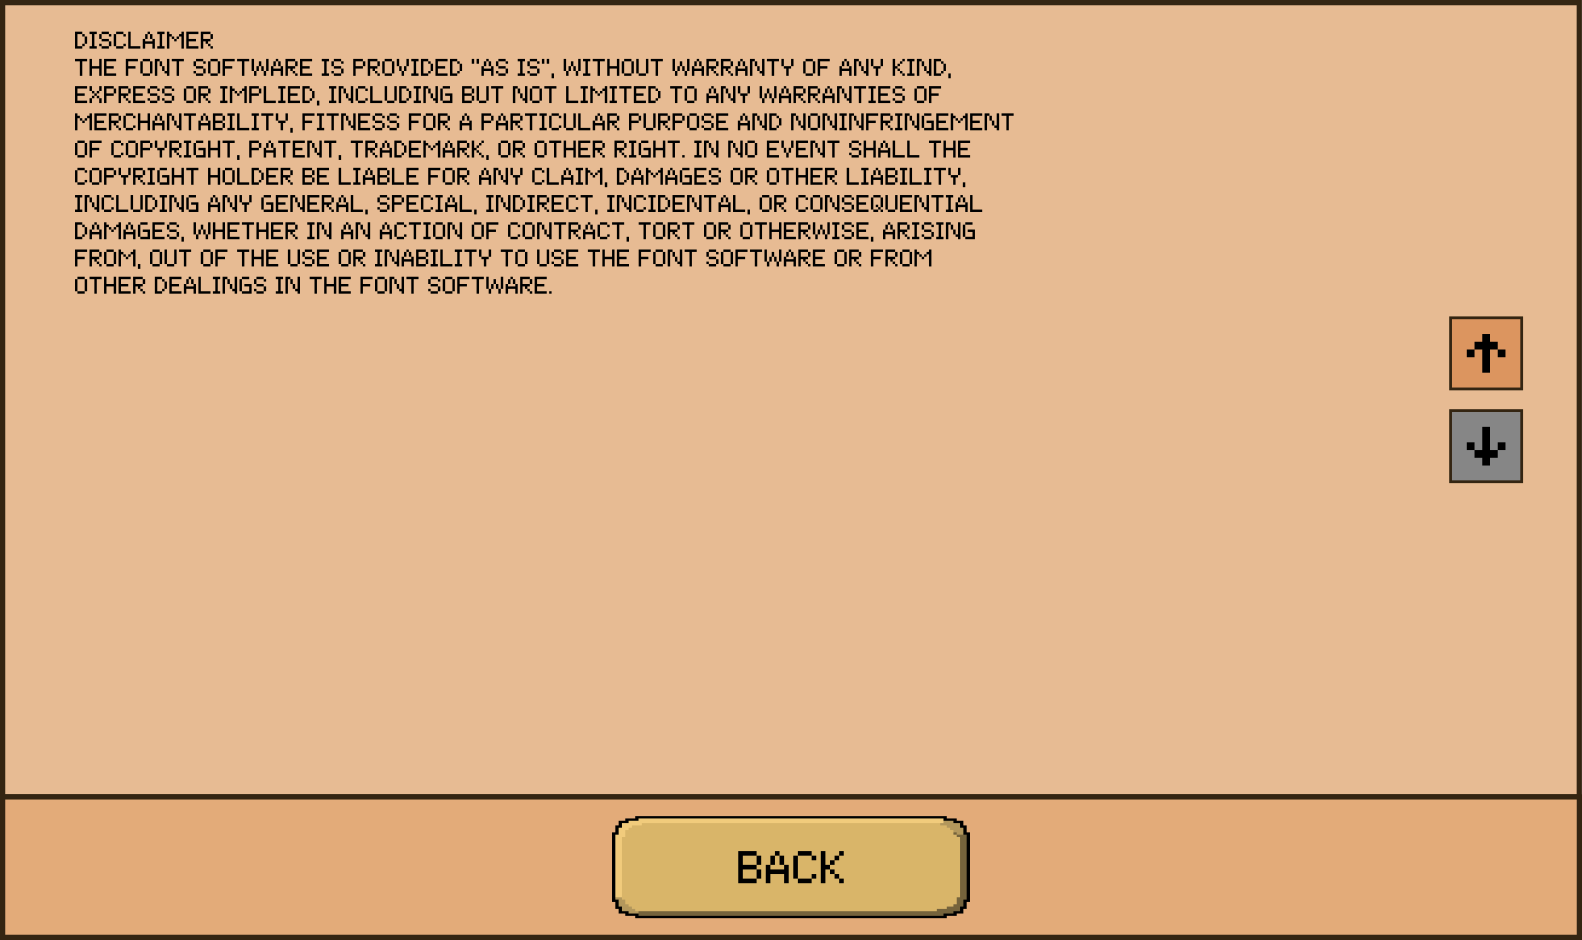 DISCLAIMER
THE FONT SOFTWARE IS PROVIDED "AS IS", WITHOUT WARRANTY OF ANY KIND,
EXPRESS OR IMPLIED, INCLUDING BUT NOT LIMITED TO ANY WARRANTIES OF
MERCHANTABILITY, FITNESS FOR A PARTICULAR PURPOSE AND NONINFRINGEMENT
OF COPYRIGHT, PATENT, TRADEMARK, OR OTHER RIGHT. IN NO EVENT SHALL THE
COPYRIGHT HOLDER BE LIABLE FOR ANY CLAIM, DAMAGES OR OTHER LIABILITY,
INCLUDING ANY GENERAL, SPECIAL, INDIRECT, INCIDENTAL, OR CONSEQUENTIAL
DAMAGES, WHETHER IN AN ACTION OF CONTRACT, TORT OR OTHERWISE, ARISING
FROM, OUT OF THE USE OR INABILITY TO USE THE FONT SOFTWARE OR FROM
OTHER DEALINGS IN THE FONT SOFTWARE.
BACK